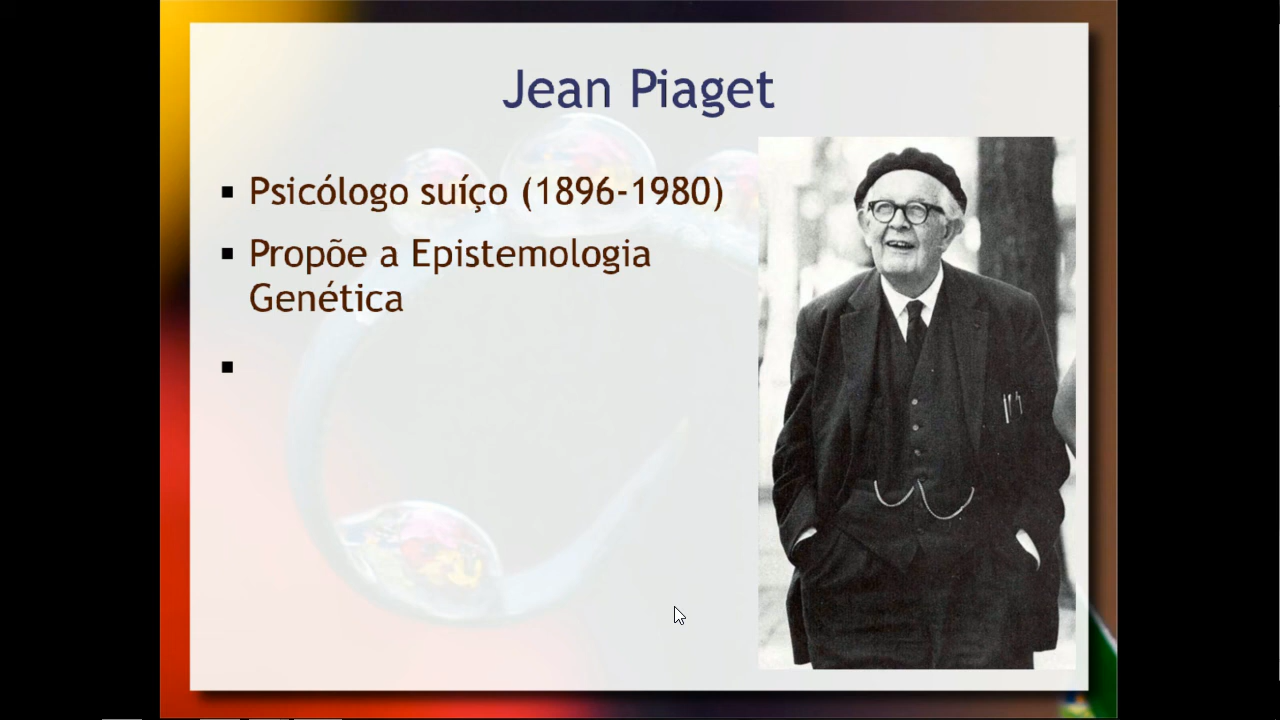 Jean Piaget
▪ Psicólogo suíço (1896-1980)
▪ Propõe a Epistemologia
Genética
▪